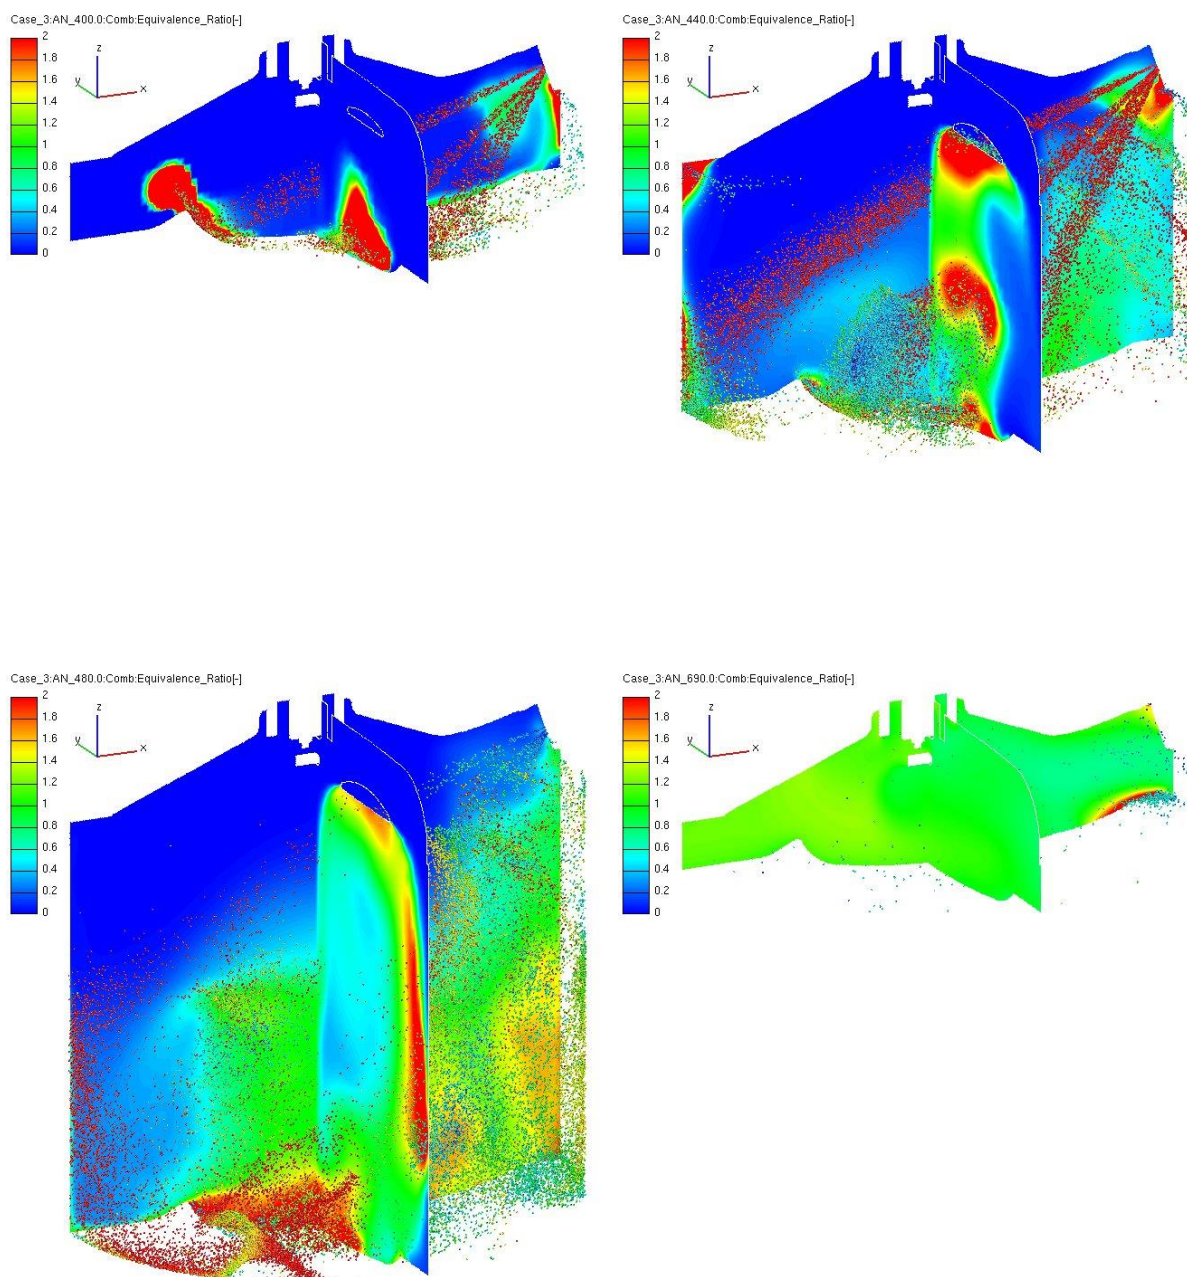 Case_3:AN_400.0:Comb:Equivalence_Ratio[-]
2
1.8
1.6
1.4
1.2
1
0.8
0.6
0.4
0.2
0
z
y
x
Case_3:AN_440.0:Comb:Equivalence_Ratio[-]
2
1.8
1.6
1.4
1.2
1
0.8
0.6
0.4
0.2
0
z
y
x
Case_3:AN_480.0:Comb:Equivalence_Ratio[-]
2
1.8
1.6
1.4
1.2
1
0.8
0.6
0.4
0.2
0
z
y
x
Case_3:AN_690.0:Comb:Equivalence_Ratio[-]
2
1.8
1.6
1.4
1.2
1
0.8
0.6
0.4
0.2
0
z
y
x